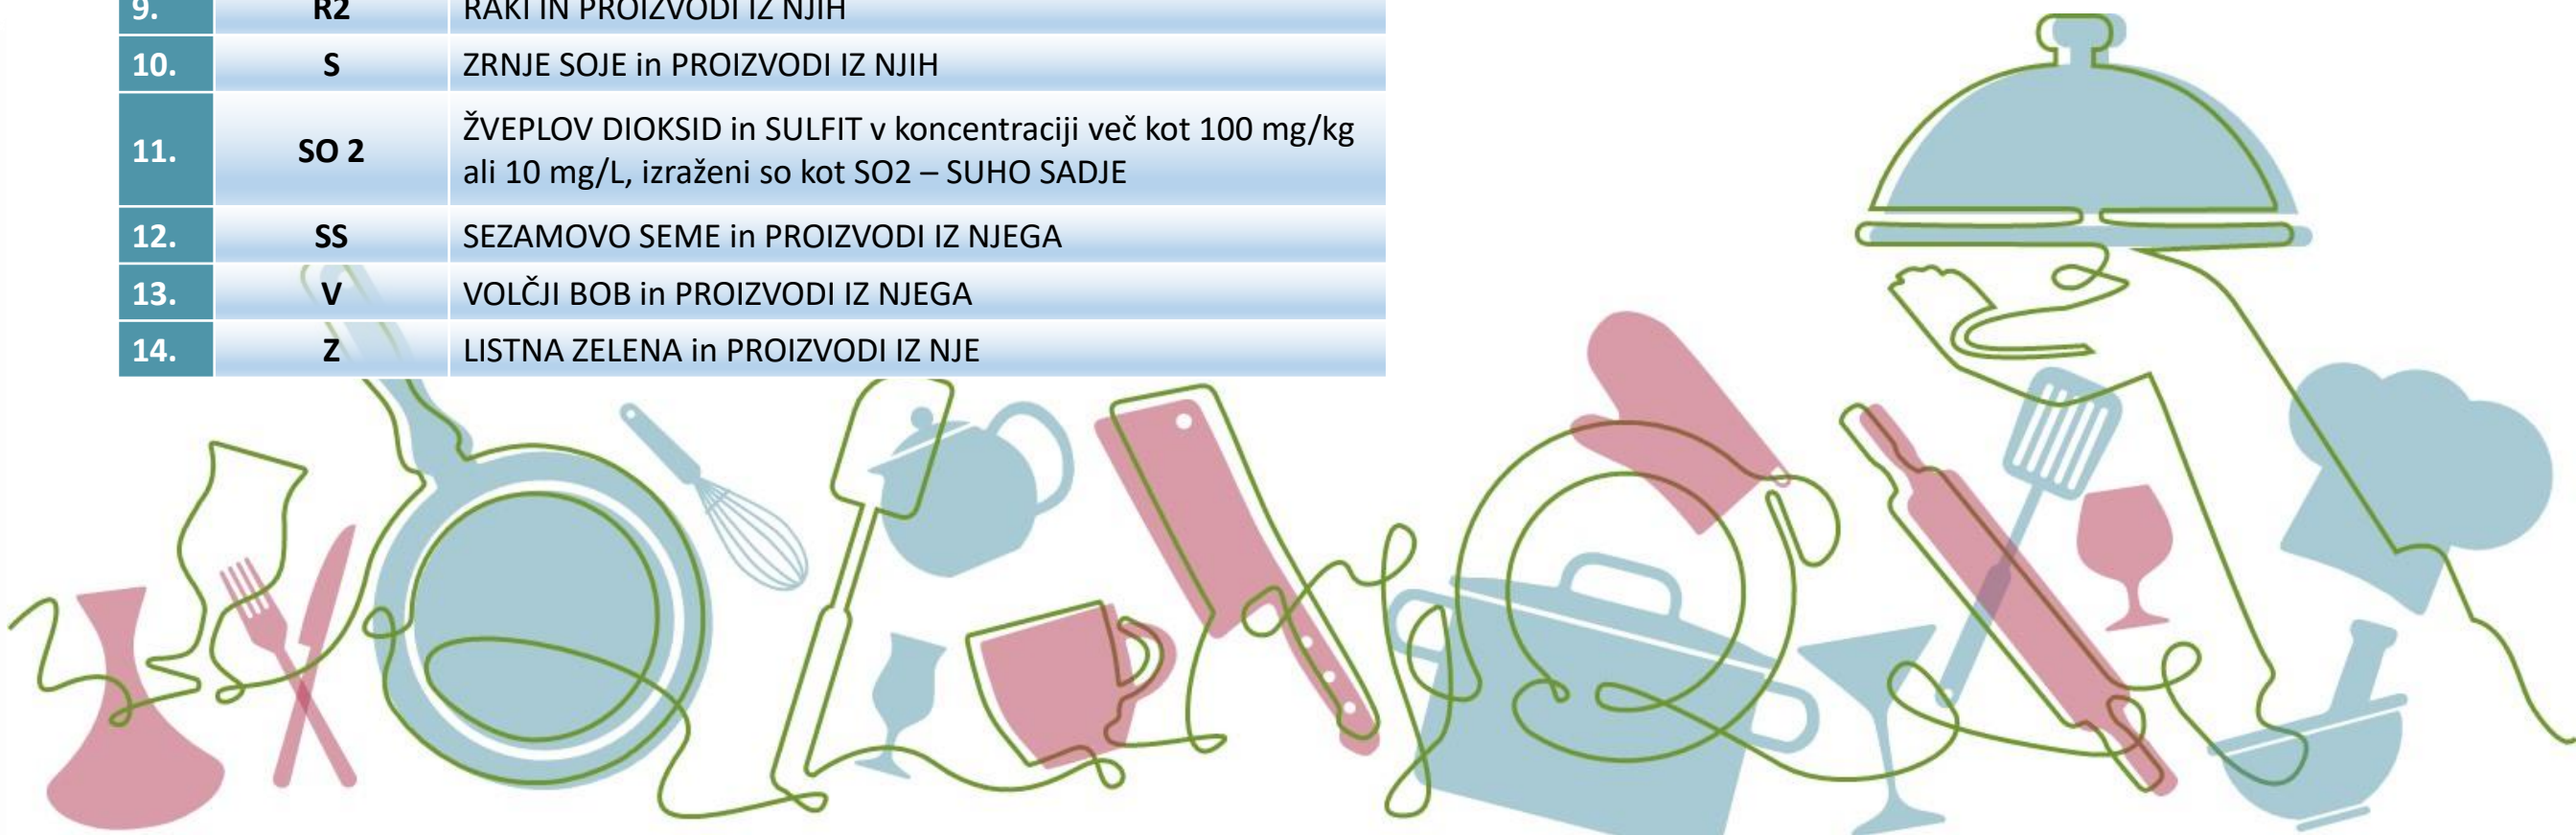 9. R2 RAKI IN PROIZVODI IZ NJIH
10. S ZRNJE SOJE in PROIZVODI IZ NJIH
11. SO 2 ŽVEPLOV DIOKSID in SULFIT v koncentraciji več kot 100 mg/kg
ali 10 mg/L, izraženi so kot SO2 – SUHO SADJE
12. SS SEZAMOVO SEME in PROIZVODI IZ NJEGA
13. V VOLČJI BOB in PROIZVODI IZ NJEGA
14. Z LISTNA ZELENA in PROIZVODI IZ NJE